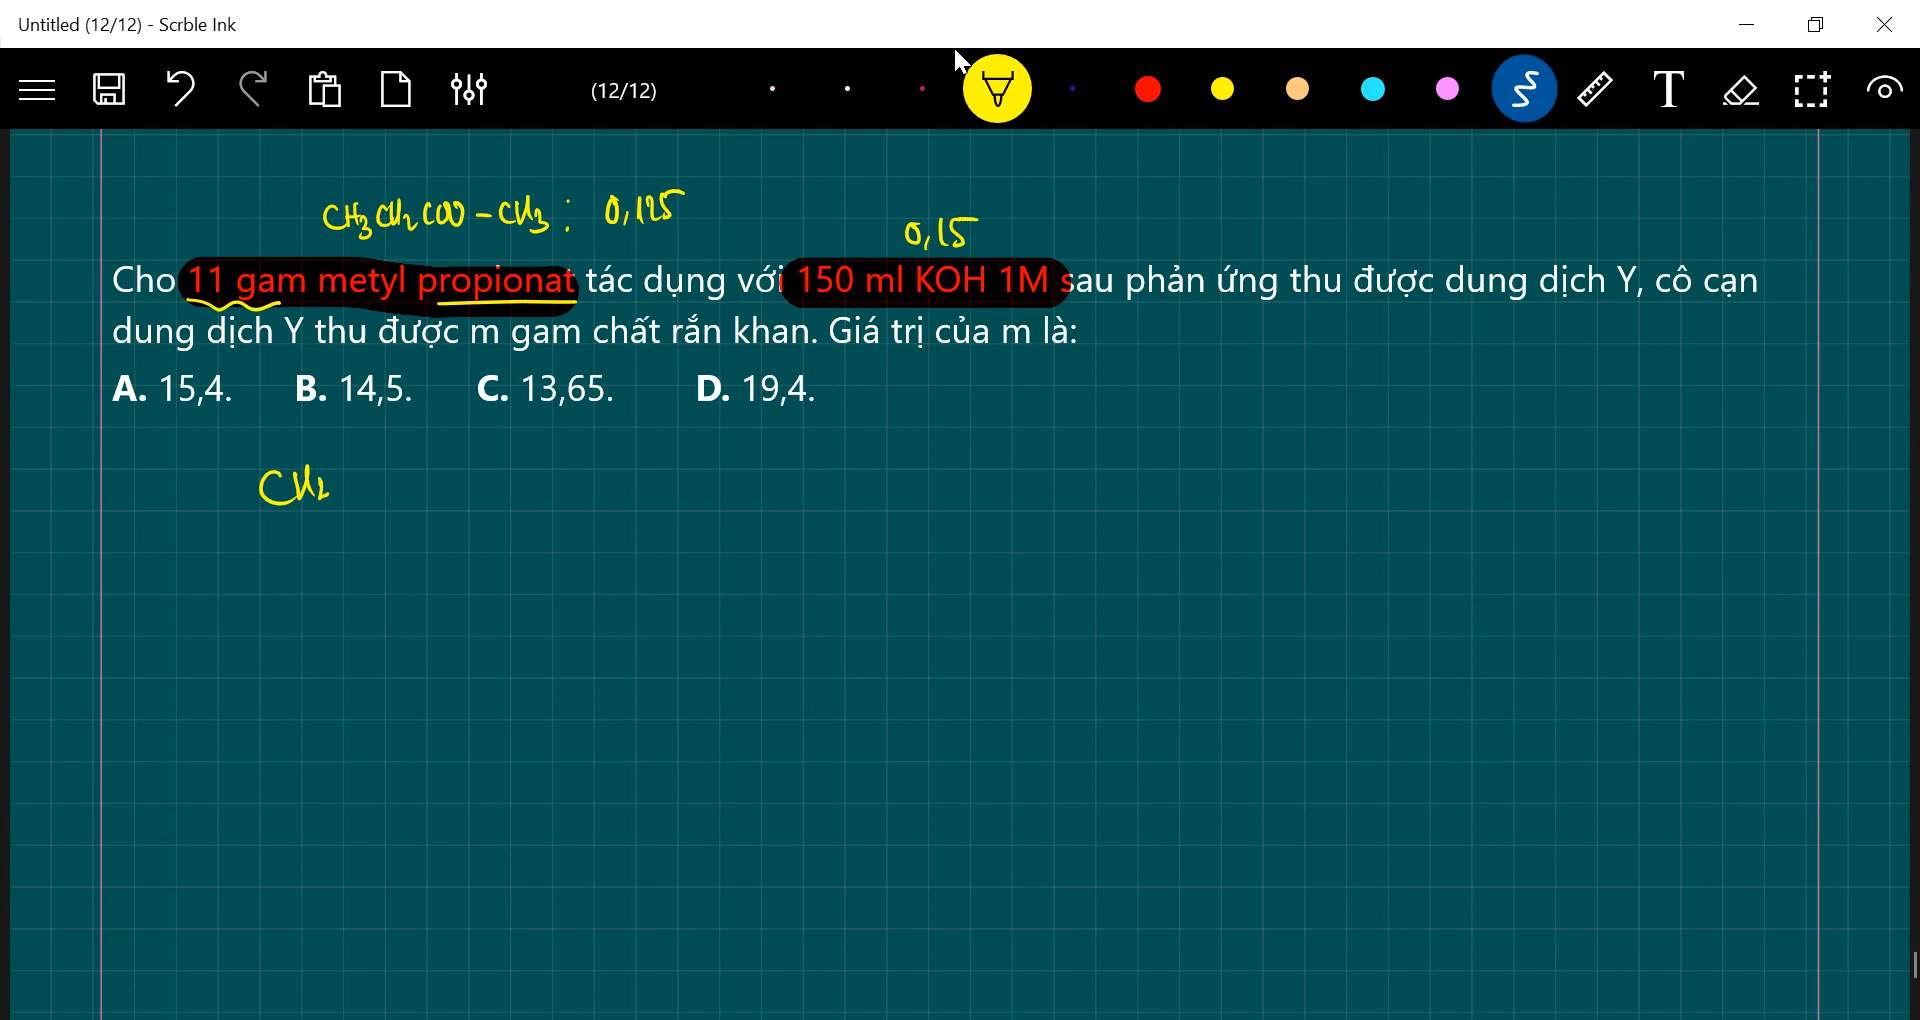 Untitled (12/12) - Scrble Ink
(12/12) T
CH3CH2COO-CH3: 0,125
0,15
Cho 11 gam metyl propionat tác dụng với 150 ml KOH 1M sau phản ứng thu được dung dịch Y, cô cạn
dung dịch Y thu được m gam chất rắn khan. Giá trị của m là:
A. 15,4. B. 14,5. C. 13,65. D. 19,4.
CH2